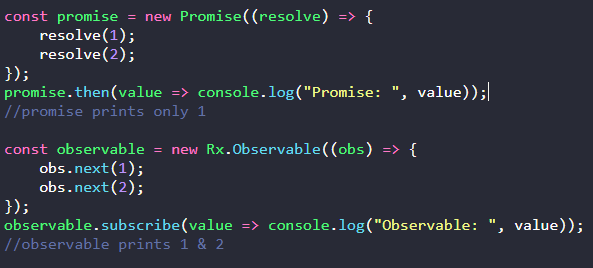 const promise = new Promise((resolve) => {
    resolve(1);
    resolve(2);
});
promise.then(value => console.log("Promise: ", value));
//promise prints only 1

const observable = new Rx.Observable((obs) => {
    obs.next(1);
    obs.next(2);
});
observable.subscribe(value => console.log("Observable: ", value));
//observable prints 1 & 2